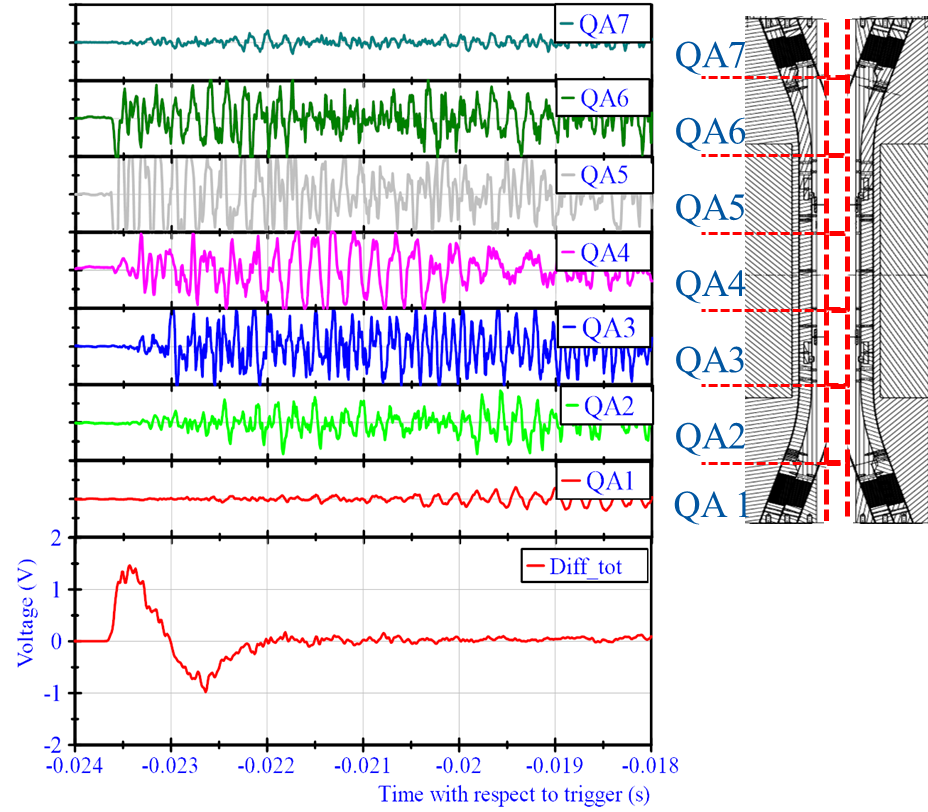 QA7
QA6
QA5
QA4
QA3
QA2
QA1
Diff_tot
Voltage (V)
2
1
0
-1
-2
-0.024 -0.023 -0.022 -0.021 -0.02 -0.019 -0.018
Time with respect to trigger (s)
QA7
QA6
QA5
QA4
QA3
QA2
QA 1